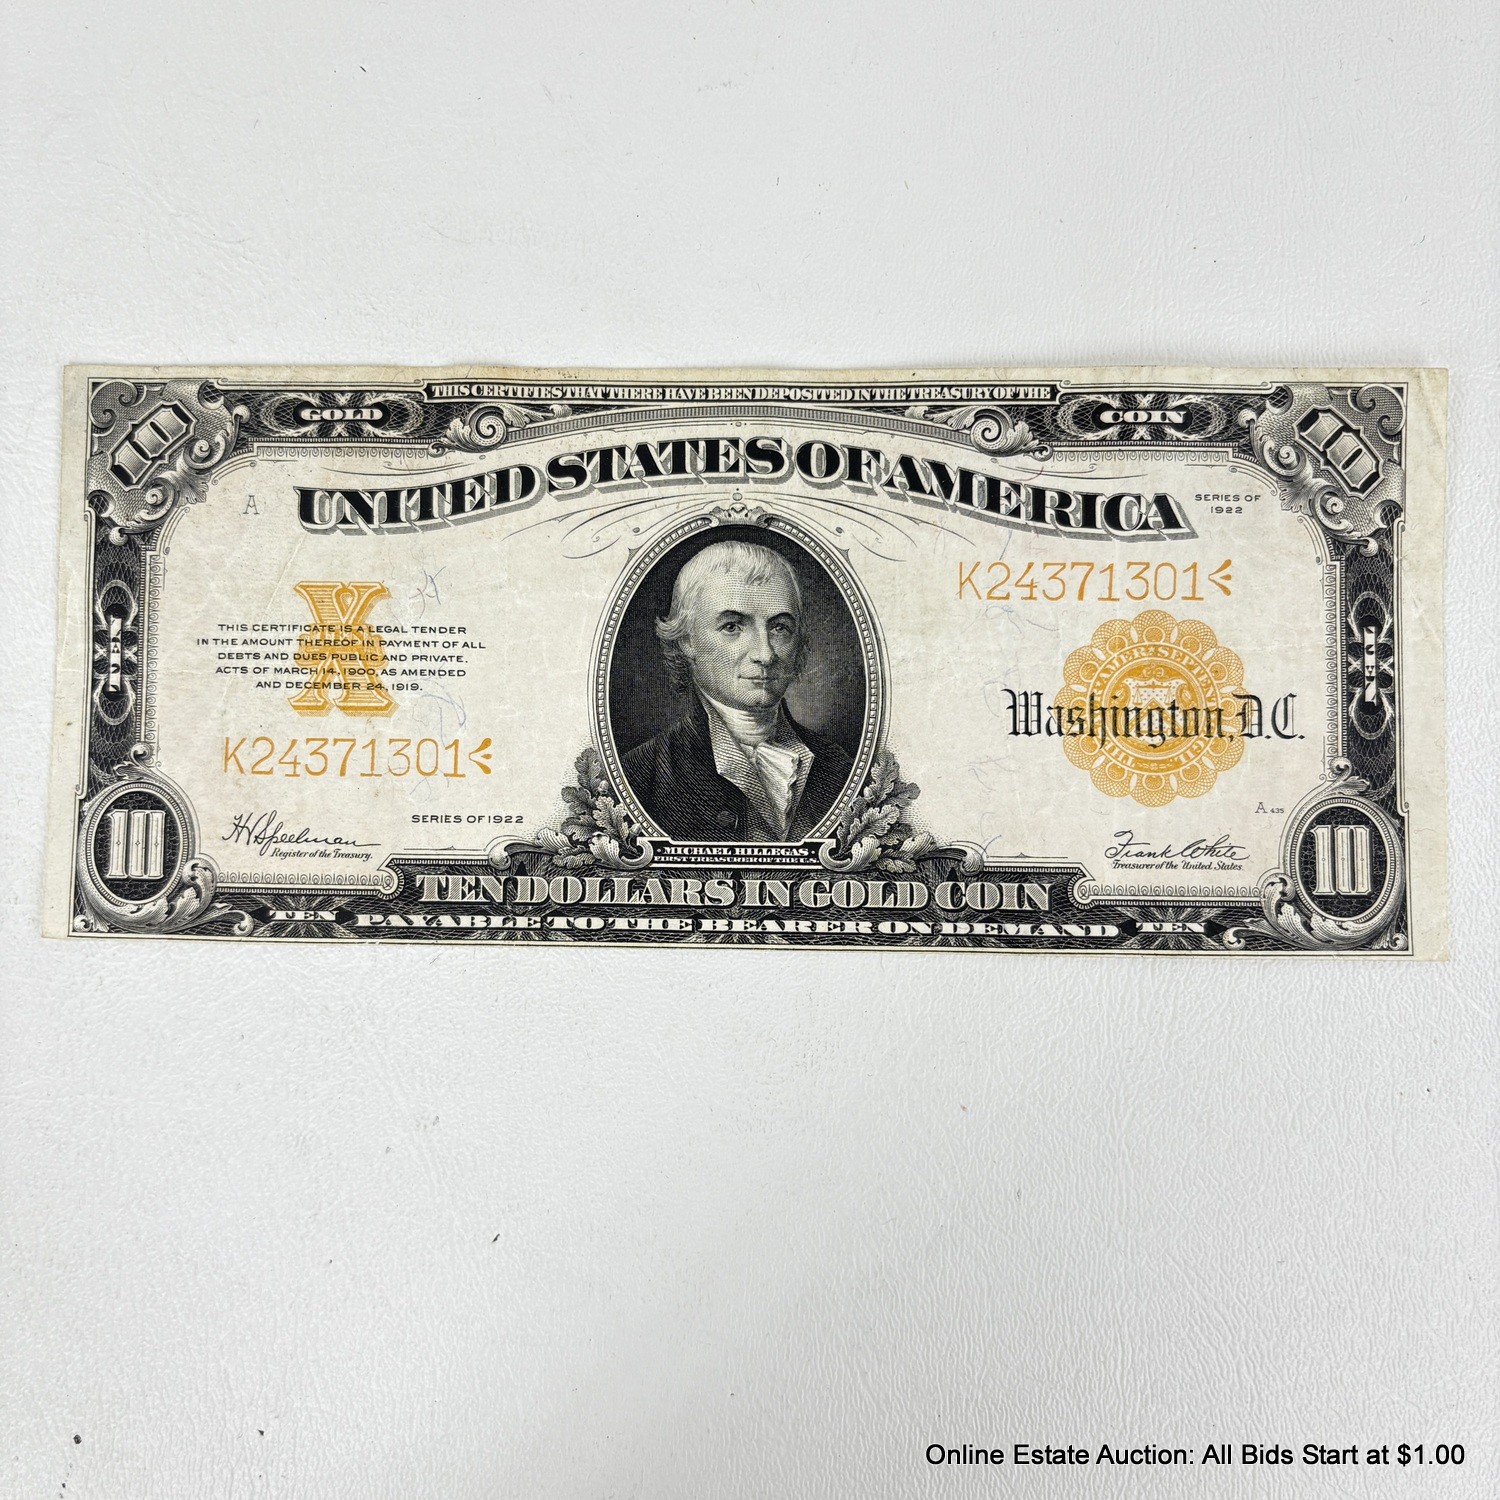 THIS CERTIFIES THAT THERE HAVE BEEN DEPOSITED IN THE TREASURY OF THE
10 GOLD COIN 10
UNITED STATES OF AMERICA
A
SERIES OF
1922
K24371301
X
THIS CERTIFICATE IS A LEGAL TENDER
IN THE AMOUNT THEREOF IN PAYMENT OF ALL
DEBTS AND DUES PUBLIC AND PRIVATE.
ACTS OF MARCH 14, 1900, AS AMENDED
AND DECEMBER 24, 1919.
TEN
TEN
Washington, D.C.
K24371301
SERIES OF 1922
A 435
H V Speelman
Register of the Treasury.
Frank White
Treasurer of the United States.
10
10
MICHAEL HILLEGAS
FIRST TREASURER OF THE U.S.
TEN DOLLARS IN GOLD COIN
TEN PAYABLE TO THE BEARER ON DEMAND TEN
Online Estate Auction: All Bids Start at $1.00